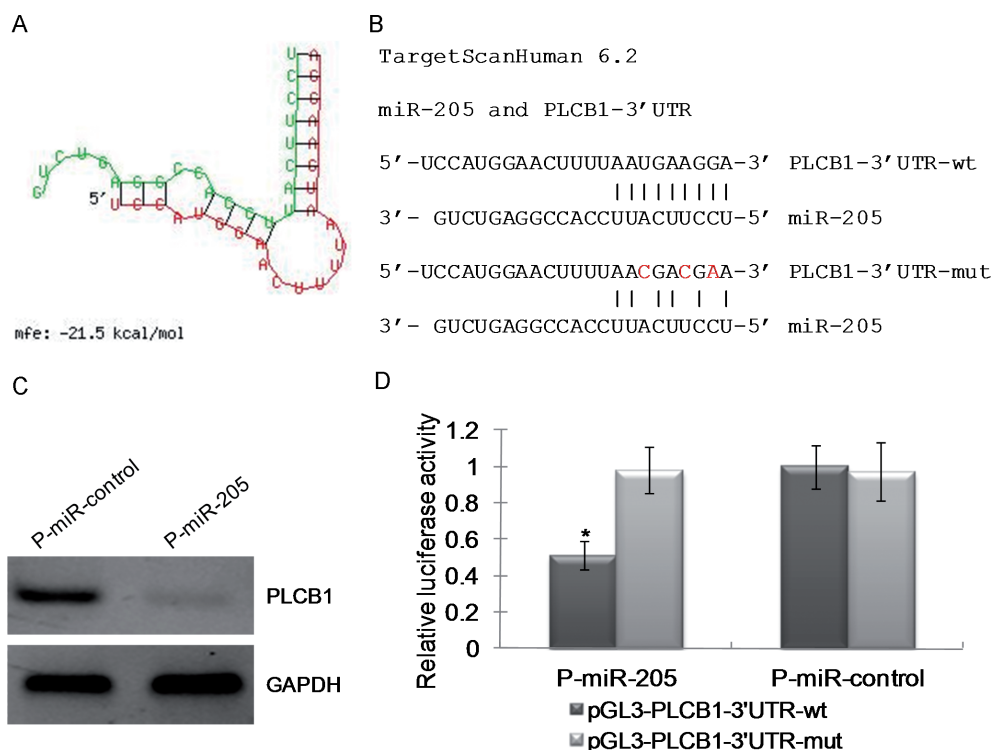 A
5'
mfe: -21.5 kcal/mol
B
TargetScanHuman 6.2
miR-205 and PLCB1-3'UTR
5'-UCCAUGGAACUUUUAAUGAAGGA-3' PLCB1-3'UTR-wt
3'- GUCUGAGGCCACCUUACUUCCU-5' miR-205
5'-UCCAUGGAACUUUUAACGACGAA-3' PLCB1-3'UTR-mut
3'- GUCUGAGGCCACCUUACUUCCU-5' miR-205
C
P-miR-control
P-miR-205
PLCB1
GAPDH
D
Relative luciferase activity
1.2
1
0.8
0.6
0.4
0.2
0
*
P-miR-205
P-miR-control
pGL3-PLCB1-3'UTR-wt
pGL3-PLCB1-3'UTR-mut